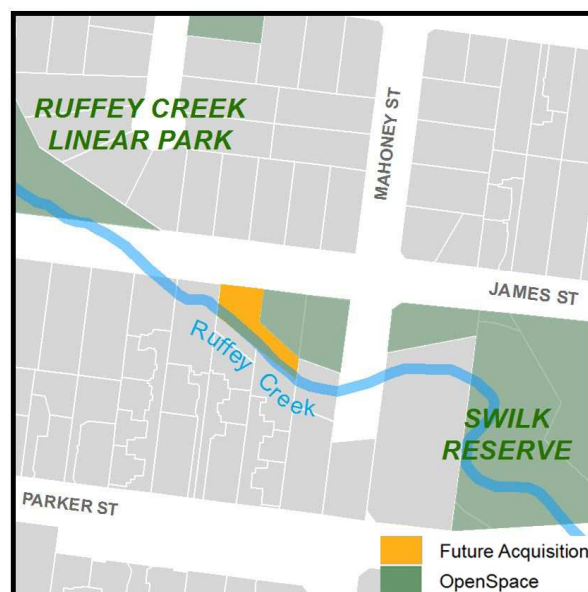 RUFFEY CREEK
LINEAR PARK
MAHONEY ST
JAMES ST
Ruffey Creek
SWILK
RESERVE
PARKER ST
Future Acquisition
OpenSpace